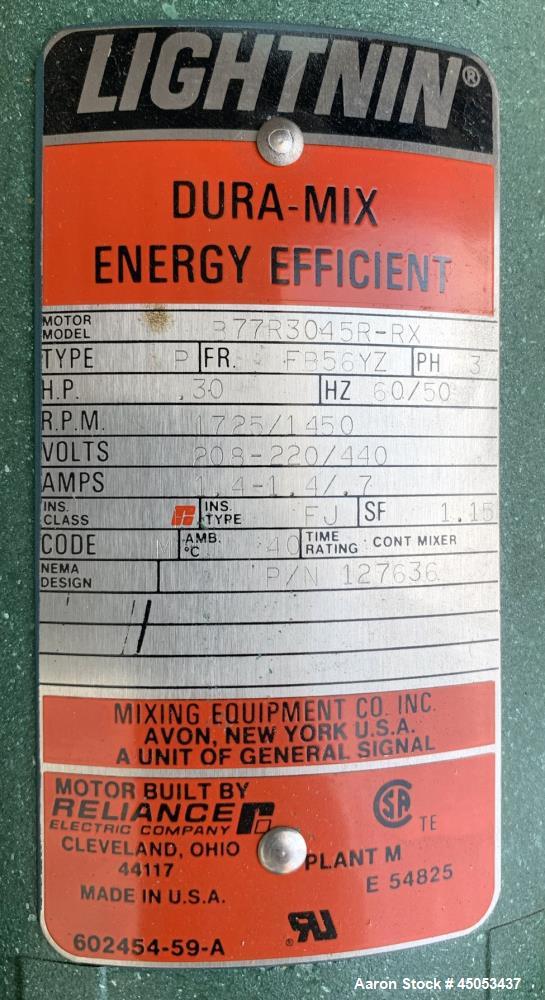 LIGHTNIN®
DURA-MIX
ENERGY EFFICIENT
MOTOR MODEL B77R3045R-RX
TYPE P FR. FB56YZ PH 3
H.P. .30 HZ 60/50
R.P.M. 1725/1450
VOLTS 208-220/440
AMPS 1.4-1.4/.7
INS. CLASS INS. TYPE FJ SF 1.15
CODE M AMB. °C 40 TIME RATING CONT MIXER
NEMA DESIGN P/N 127636
MIXING EQUIPMENT CO. INC.
AVON, NEW YORK U.S.A.
A UNIT OF GENERAL SIGNAL
MOTOR BUILT BY
RELIANCE
ELECTRIC COMPANY
CLEVELAND, OHIO
44117
MADE IN U.S.A.
602454-59-A
SA TE
PLANT M
E 54825
RU®
Aaron Stock # 45053437